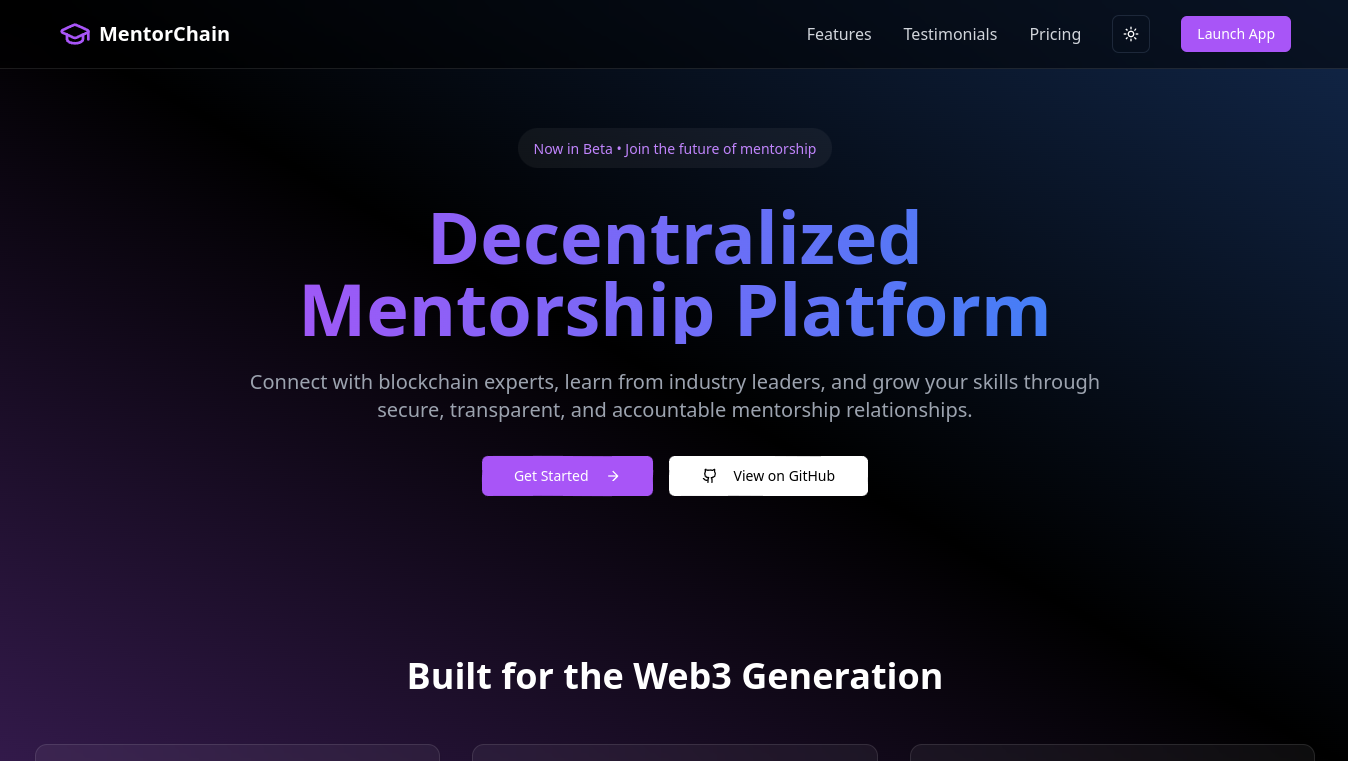 MentorChain
Features
Testimonials
Pricing
Launch App
Now in Beta • Join the future of mentorship
Decentralized
Mentorship Platform
Connect with blockchain experts, learn from industry leaders, and grow your skills through
secure, transparent, and accountable mentorship relationships.
Get Started
View on GitHub
Built for the Web3 Generation